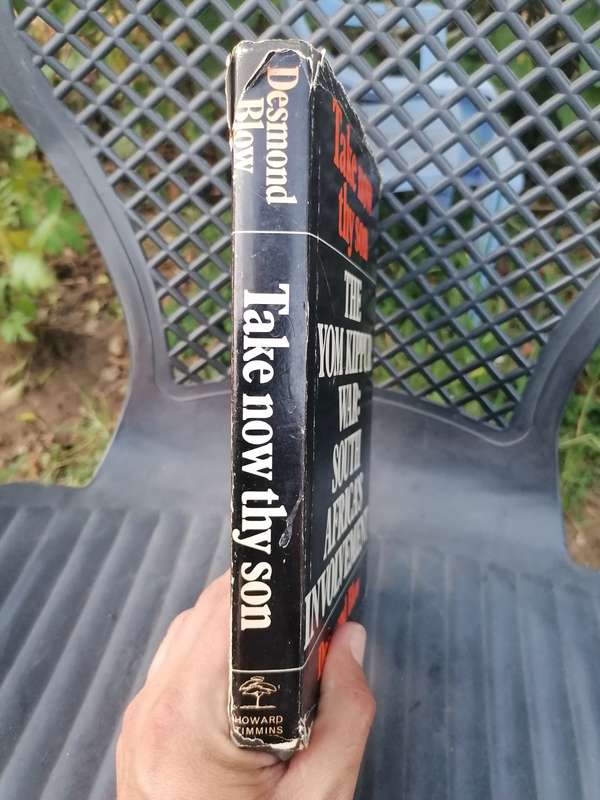 Desmond
Blow
Take now thy son
HOWARD
TIMMINS
Take now
thy son
THE
YOM KIPPUR
WAR:
SOUTH
AFRICA'S
INVOLVEMENT